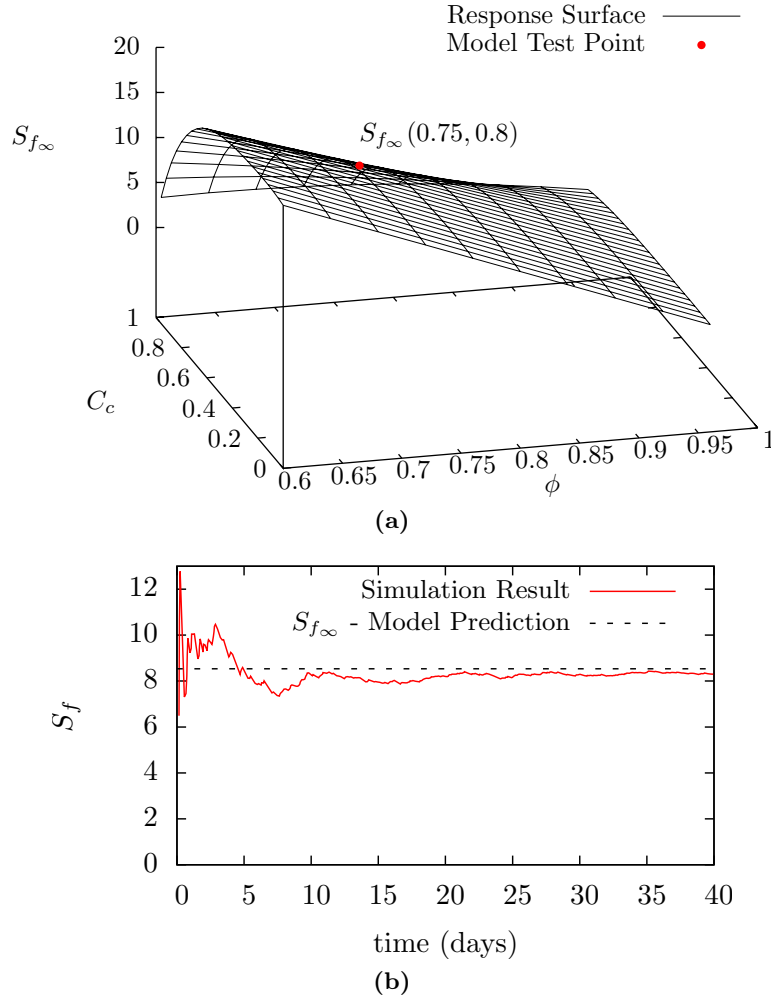 Response Surface
Model Test Point
20
15
10
5
0
S_{f_∞}
S_{f_∞}(0.75, 0.8)
1
0.8
0.6
0.4
0.2
0
C_c
0.6 0.65 0.7 0.75 0.8 0.85 0.9 0.95 1
ϕ
(a)
12
10
8
6
4
2
0
S_f
Simulation Result
S_{f_∞} - Model Prediction
0 5 10 15 20 25 30 35 40
time (days)
(b)